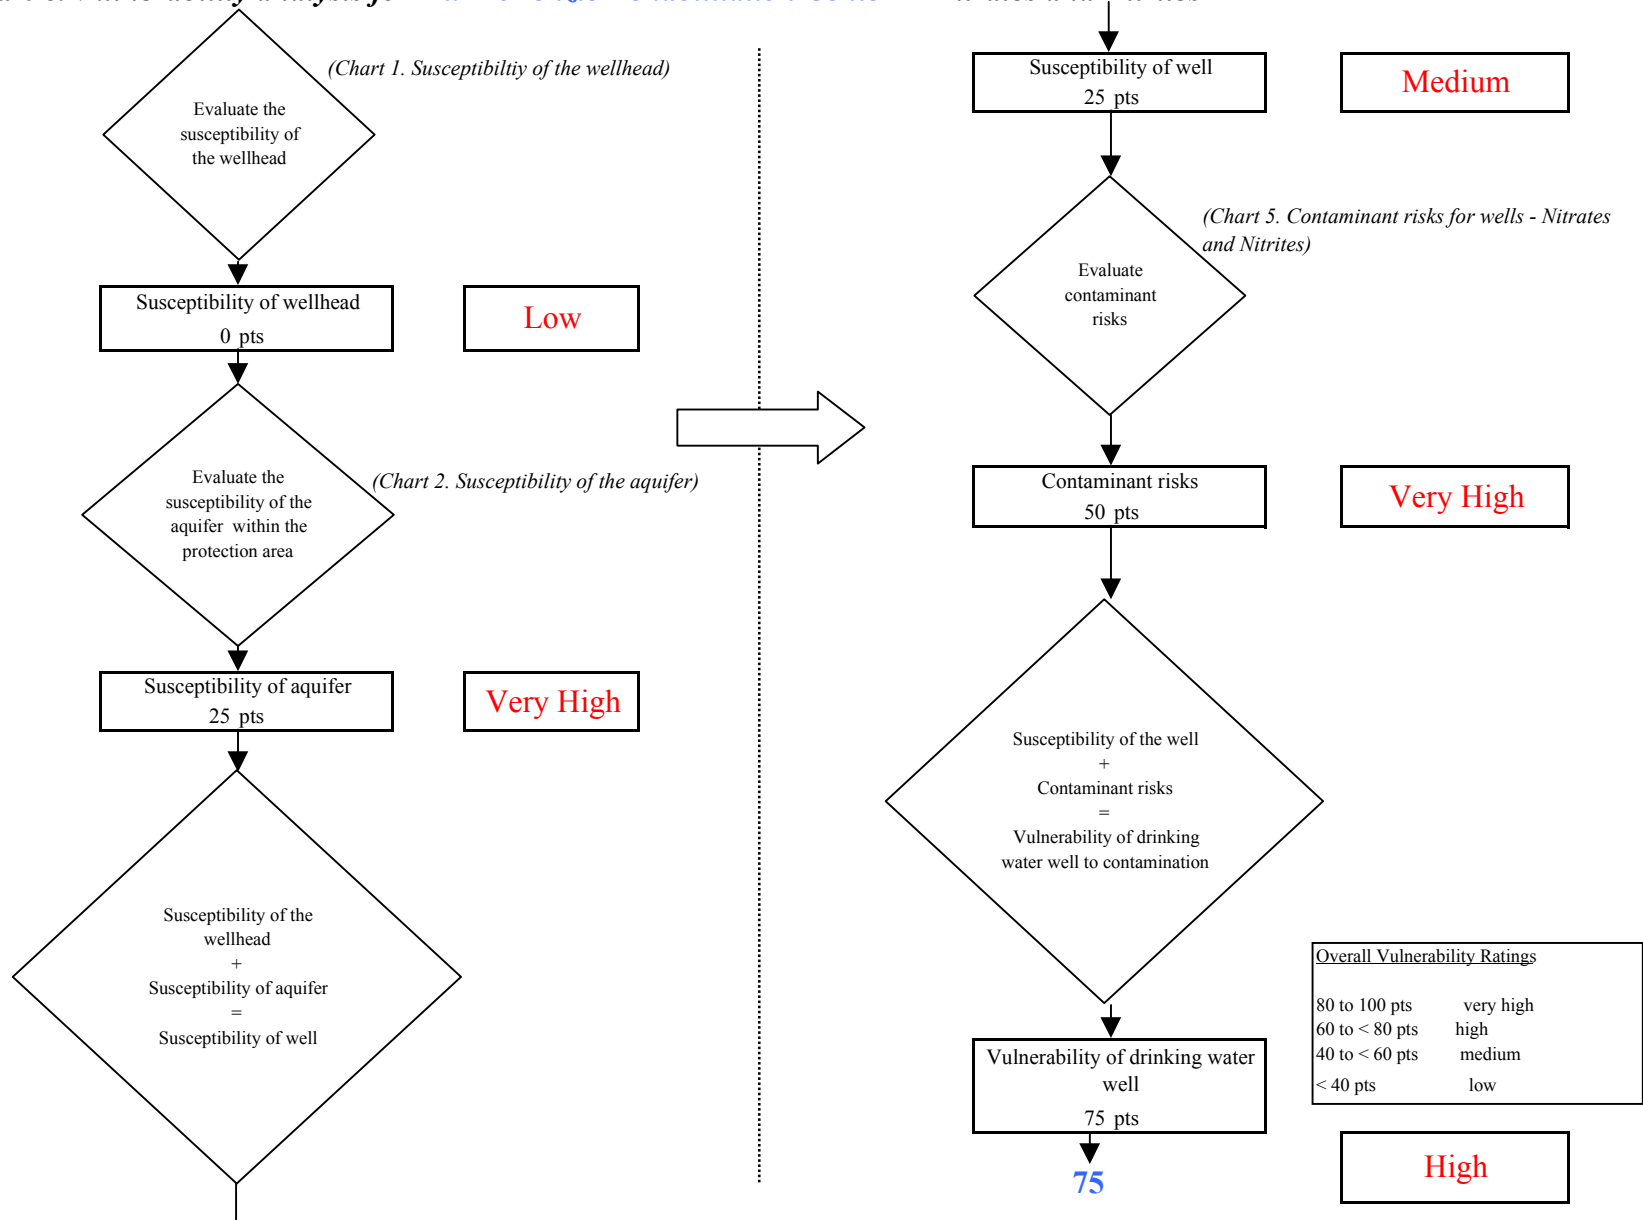 (Chart 1. Susceptibiltiy of the wellhead)
Evaluate the
susceptibility of
the wellhead
Susceptibility of wellhead
0 pts
Low
Evaluate the
susceptibility of the
aquifer within the
protection area
(Chart 2. Susceptibility of the aquifer)
Susceptibility of aquifer
25 pts
Very High
Susceptibility of the
wellhead
+
Susceptibility of aquifer
=
Susceptibility of well
Susceptibility of well
25 pts
Medium
(Chart 5. Contaminant risks for wells - Nitrates
and Nitrites)
Evaluate
contaminant
risks
Contaminant risks
50 pts
Very High
Susceptibility of the well
+
Contaminant risks
=
Vulnerability of drinking
water well to contamination
Vulnerability of drinking water
well
75 pts
75
Overall Vulnerability Ratings
80 to 100 pts very high
60 to < 80 pts high
40 to < 60 pts medium
< 40 pts low
High